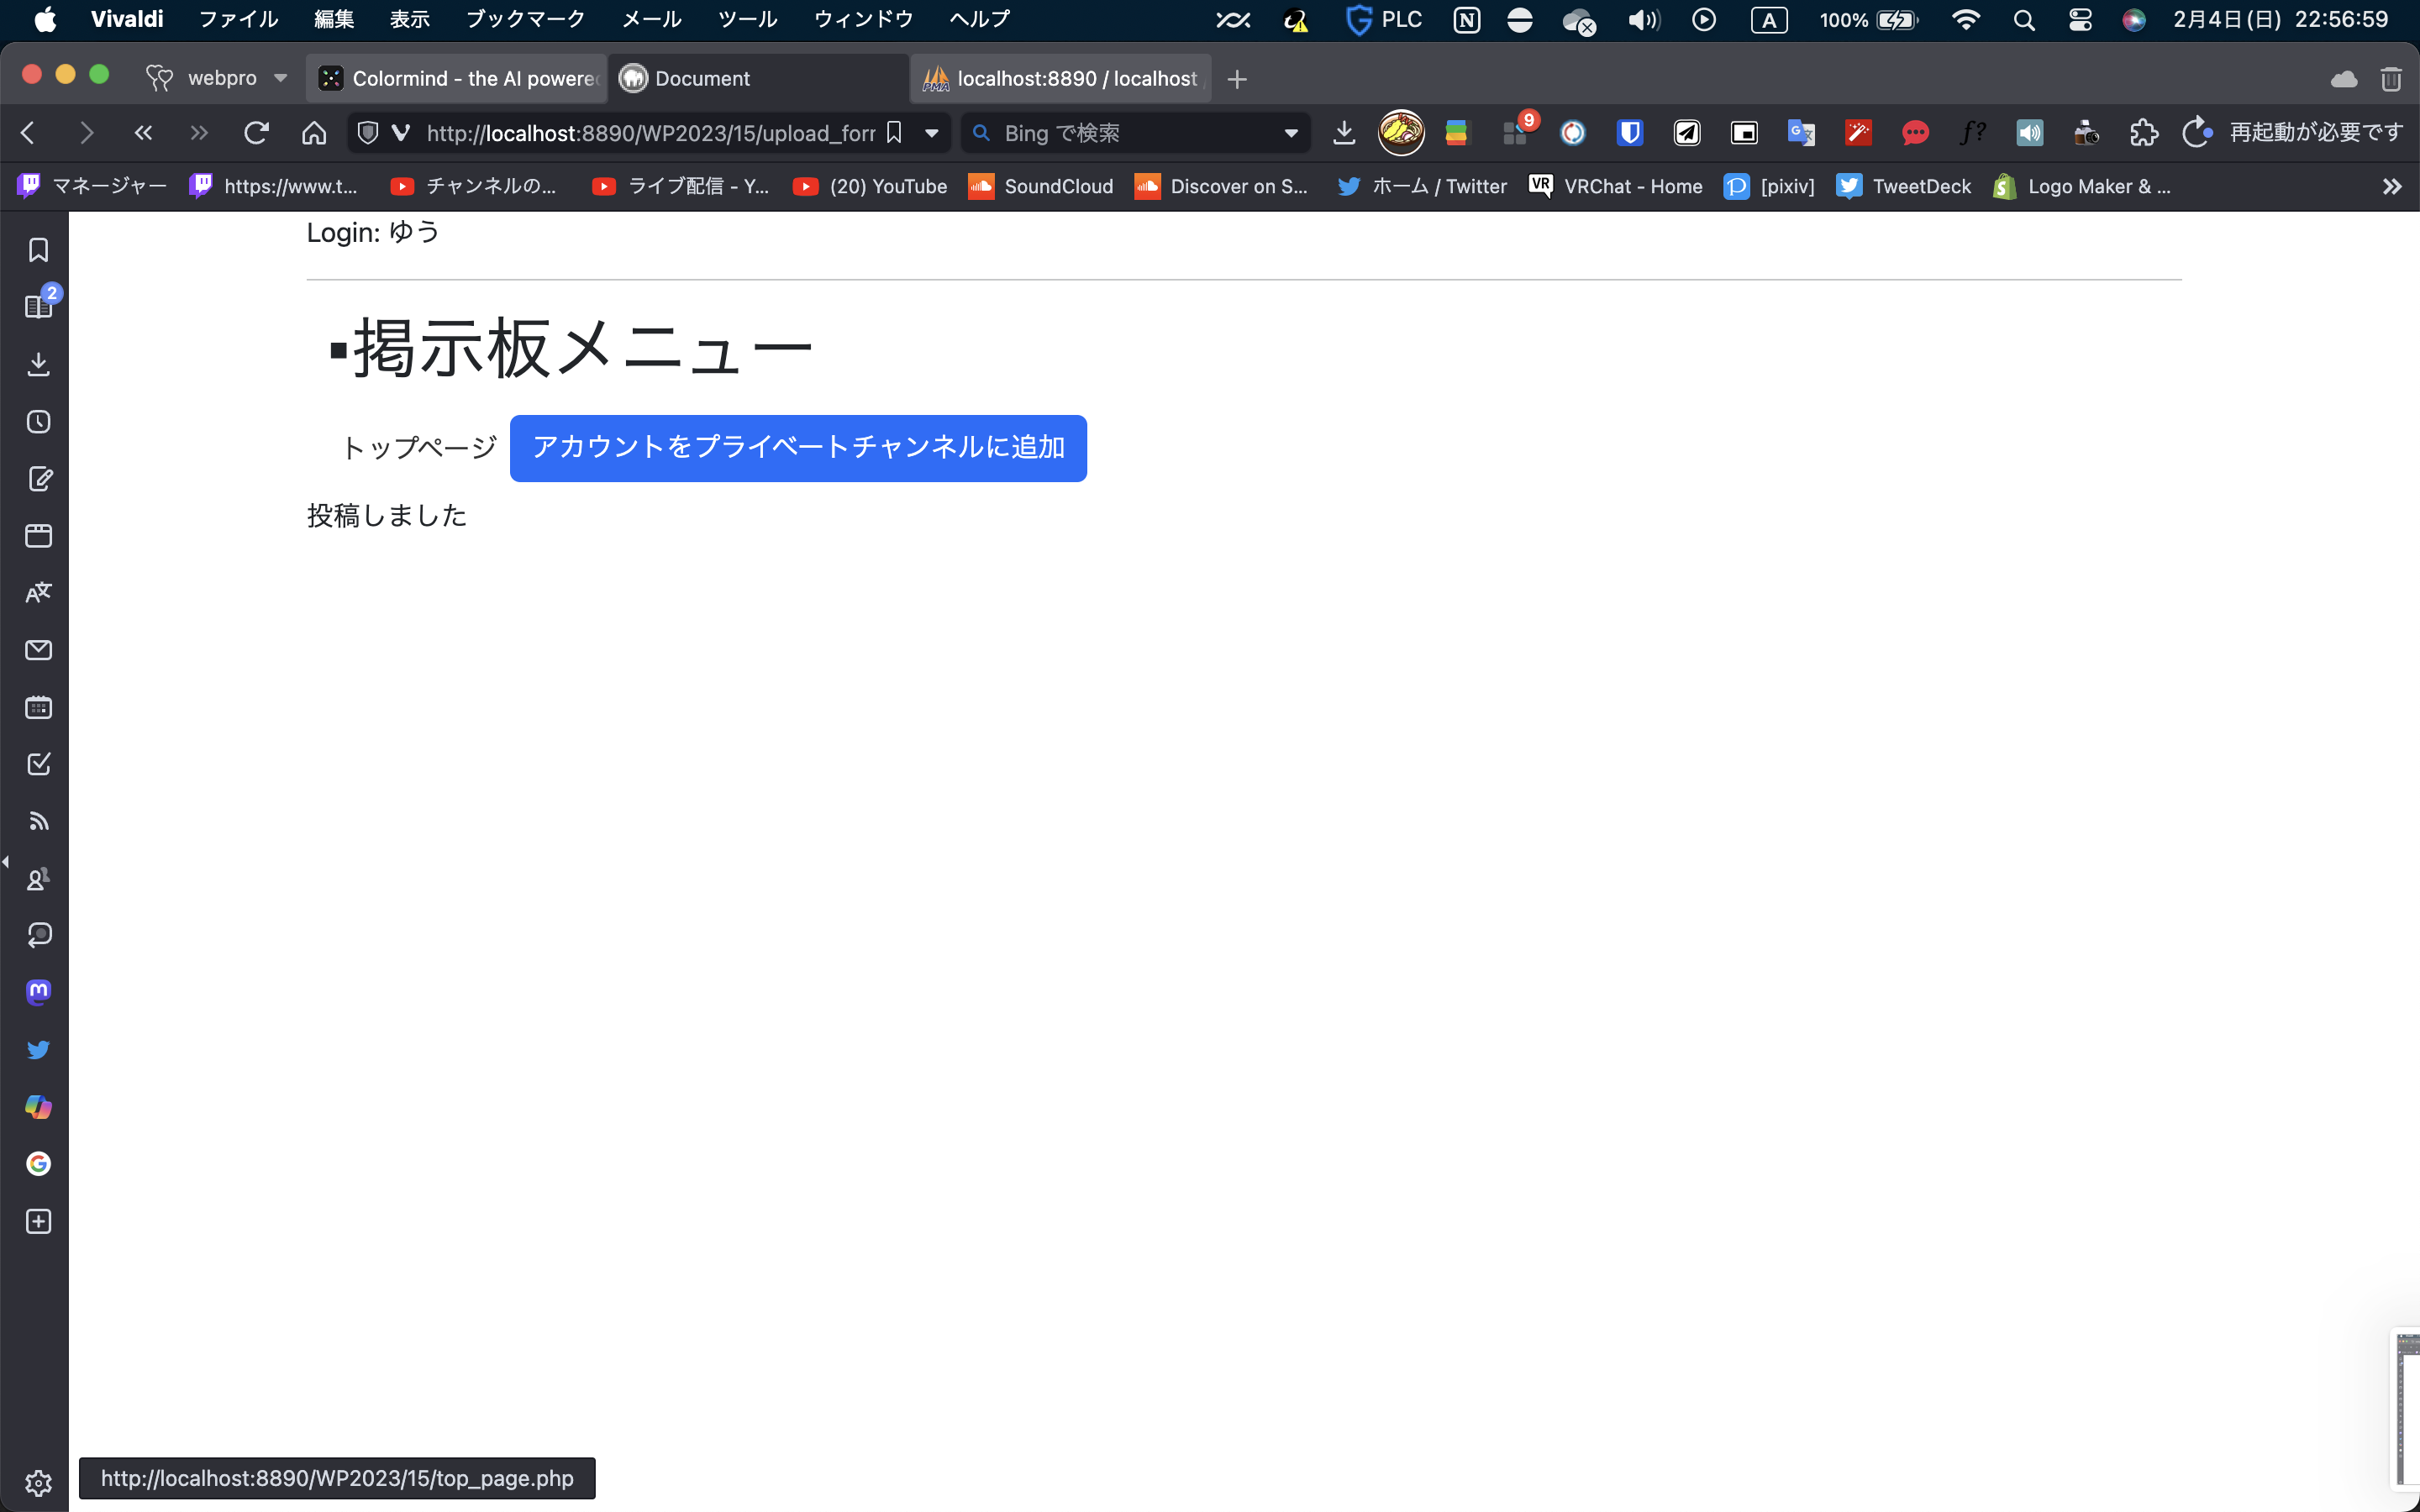 Vivaldi ファイル 編集 表示 ブックマーク メール ツール ウィンドウ ヘルプ PLC A 100% 2月4日(日) 22:56:59
webpro Colormind - the AI powere Document localhost:8890 / localhost
http://localhost:8890/WP2023/15/upload_forr Bing で検索 9 再起動が必要です
マネージャー https://www.t... チャンネルの... ライブ配信 - Y... (20) YouTube SoundCloud Discover on S... ホーム / Twitter VRChat - Home [pixiv] TweetDeck Logo Maker & ...
Login: ゆう
2
▪掲示板メニュー
トップページ アカウントをプライベートチャンネルに追加
投稿しました
http://localhost:8890/WP2023/15/top_page.php